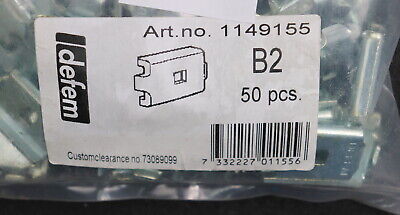 Art.no. 1149155
defem
B2
50 pcs.
Customclearance no.73089099
7 332227 011556